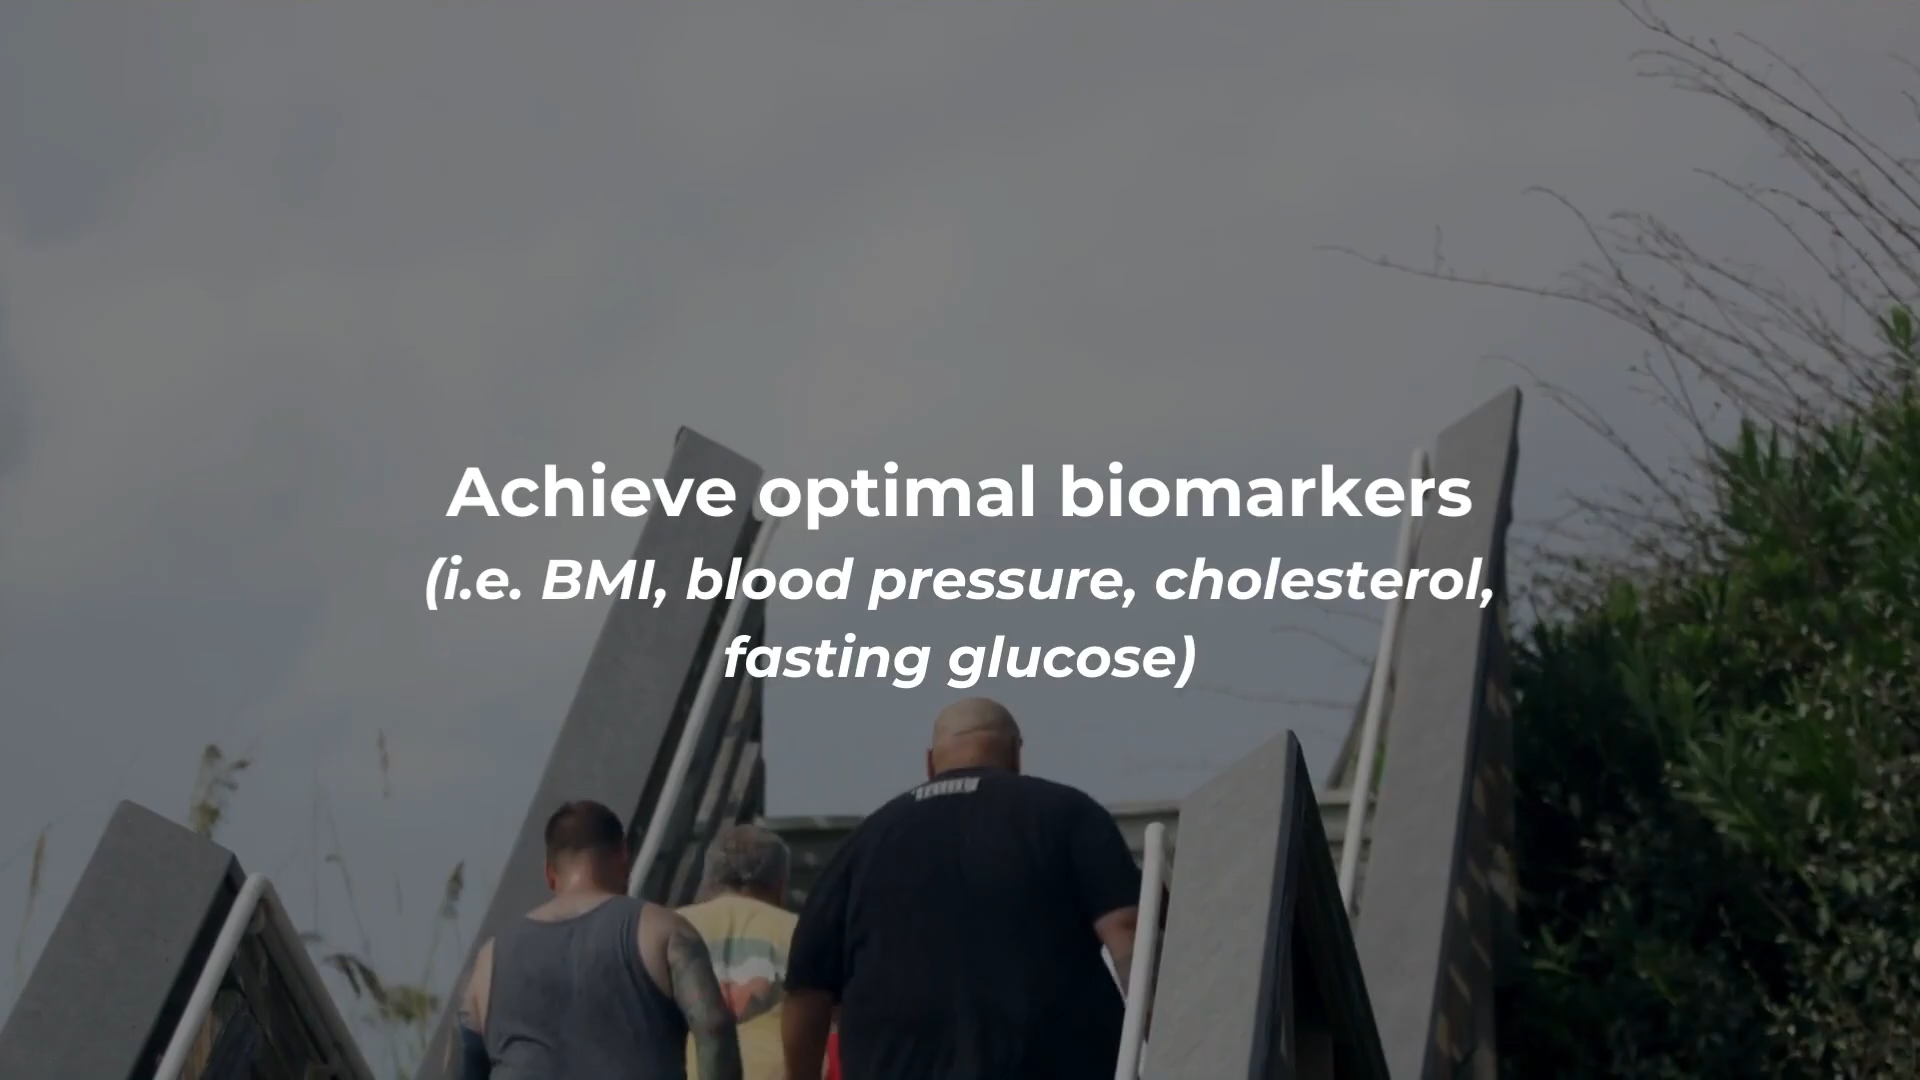 Achieve optimal biomarkers
(i.e. BMI, blood pressure, cholesterol,
fasting glucose)